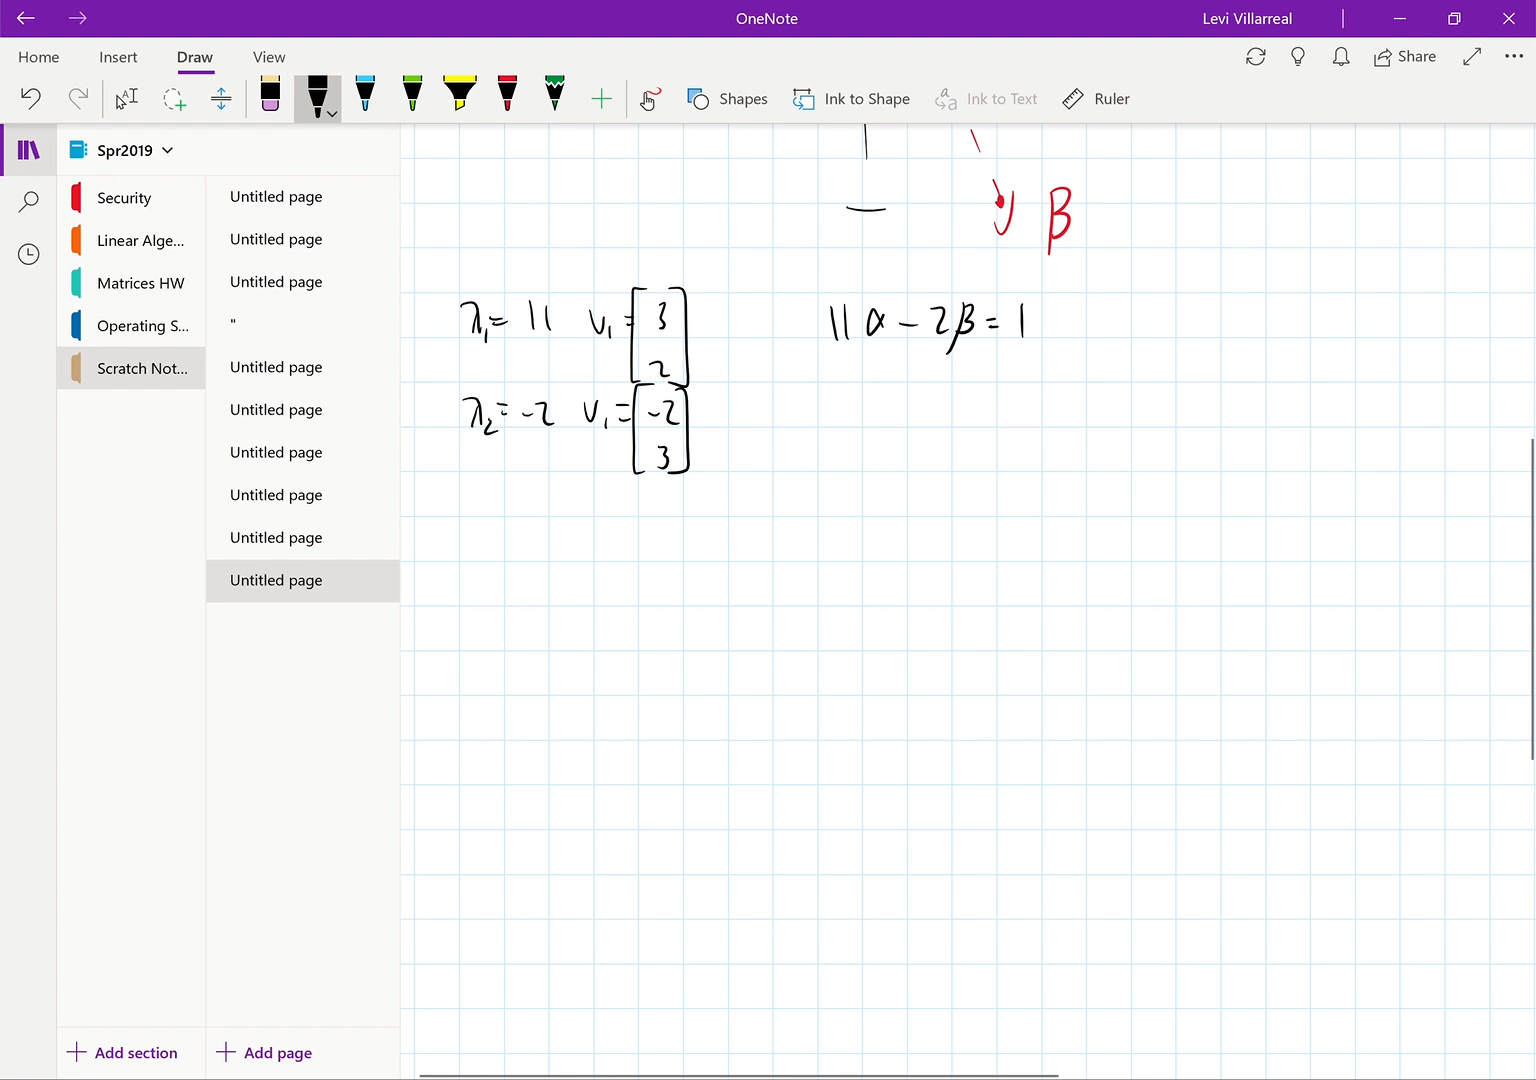 OneNote
Levi Villarreal
Home Insert Draw View
Share
Shapes
Ink to Shape
Ink to Text
Ruler
Spr2019
Security
Linear Alge...
Matrices HW
Operating S...
Scratch Not...
Untitled page
Untitled page
Untitled page
"
Untitled page
Untitled page
Untitled page
Untitled page
Untitled page
Untitled page
Add section
Add page
β
λ₁= 11 v₁= [3 2]
λ₂= -2 v₁= [-2 3]
11α - 2β = 1